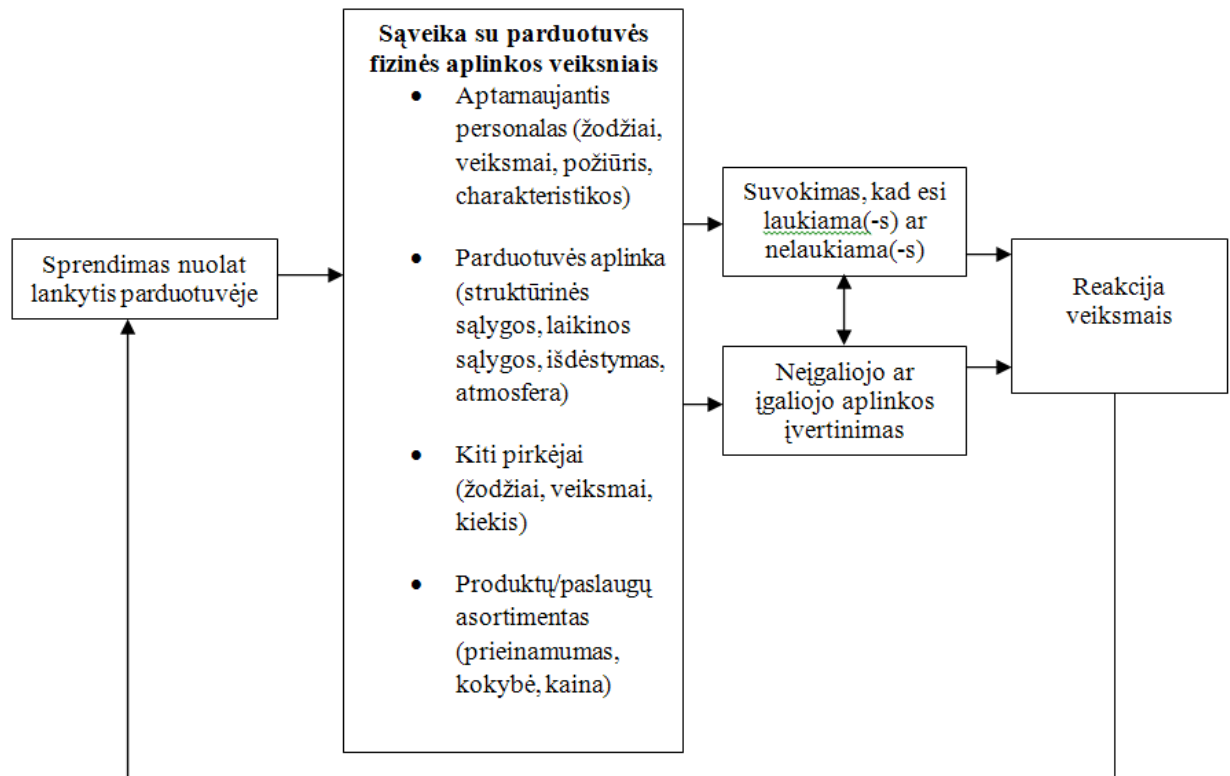 Sprendimas nuolat
lankytis parduotuvėje
Sąveika su parduotuvės
fizinės aplinkos veiksniais
• Aptarnaujantis
personalas (žodžiai,
veiksmai, požiūris,
charakteristikos)
• Parduotuvės aplinka
(struktūrinės
sąlygos, laikinos
sąlygos, išdėstymas,
atmosfera)
• Kiti pirkėjai
(žodžiai, veiksmai,
kiekis)
• Produktų/paslaugų
asortimentas
(prieinamumas,
kokybė, kaina)
Suvokimas, kad esi
laukiama(-s) ar
nelaukiama(-s)
Neįgaliojo ar
įgaliojo aplinkos
įvertinimas
Reakcija
veiksmais